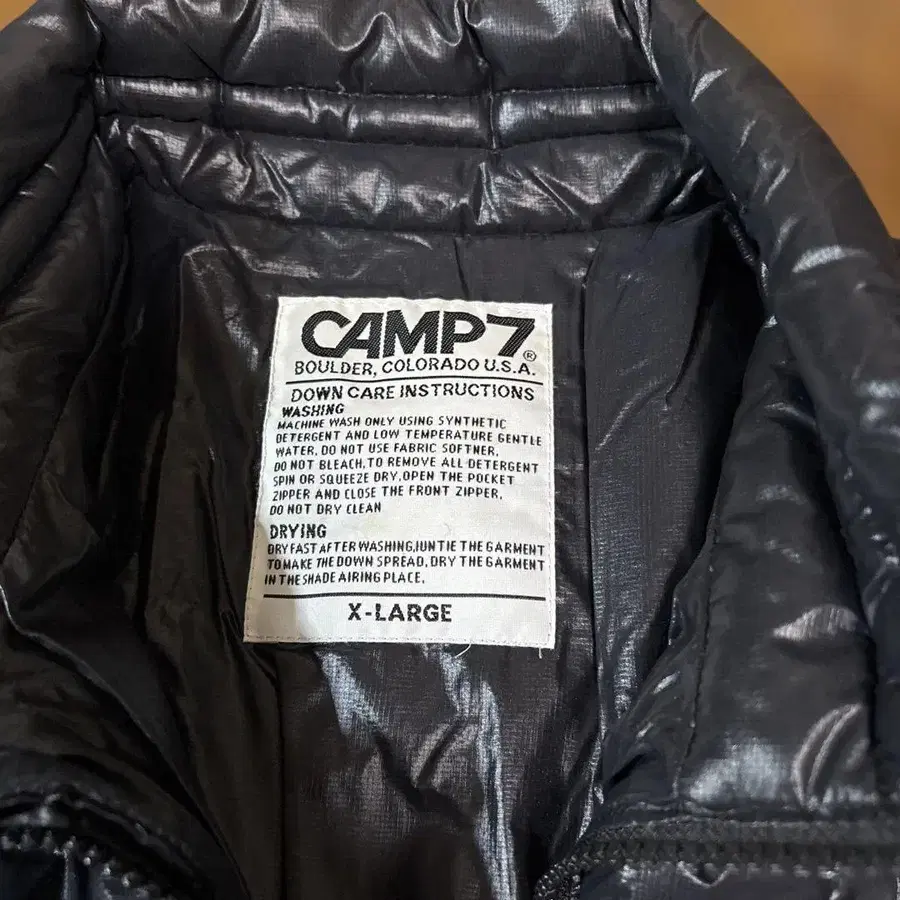 CAMP7®
BOULDER, COLORADO U.S.A.
DOWN CARE INSTRUCTIONS
WASHING
MACHINE WASH ONLY USING SYNTHETIC
DETERGENT AND LOW TEMPERATURE GENTLE
WATER, DO NOT USE FABRIC SOFTNER,
DO NOT BLEACH, TO REMOVE ALL DETERGENT
SPIN OR SQUEEZE DRY, OPEN THE POCKET
ZIPPER AND CLOSE THE FRONT ZIPPER,
DO NOT DRY CLEAN
DRYING
DRY FAST AFTER WASHING, IUNTIE THE GARMENT
TO MAKE THE DOWN SPREAD, DRY THE GARMENT
IN THE SHADE AIRING PLACE,
X-LARGE